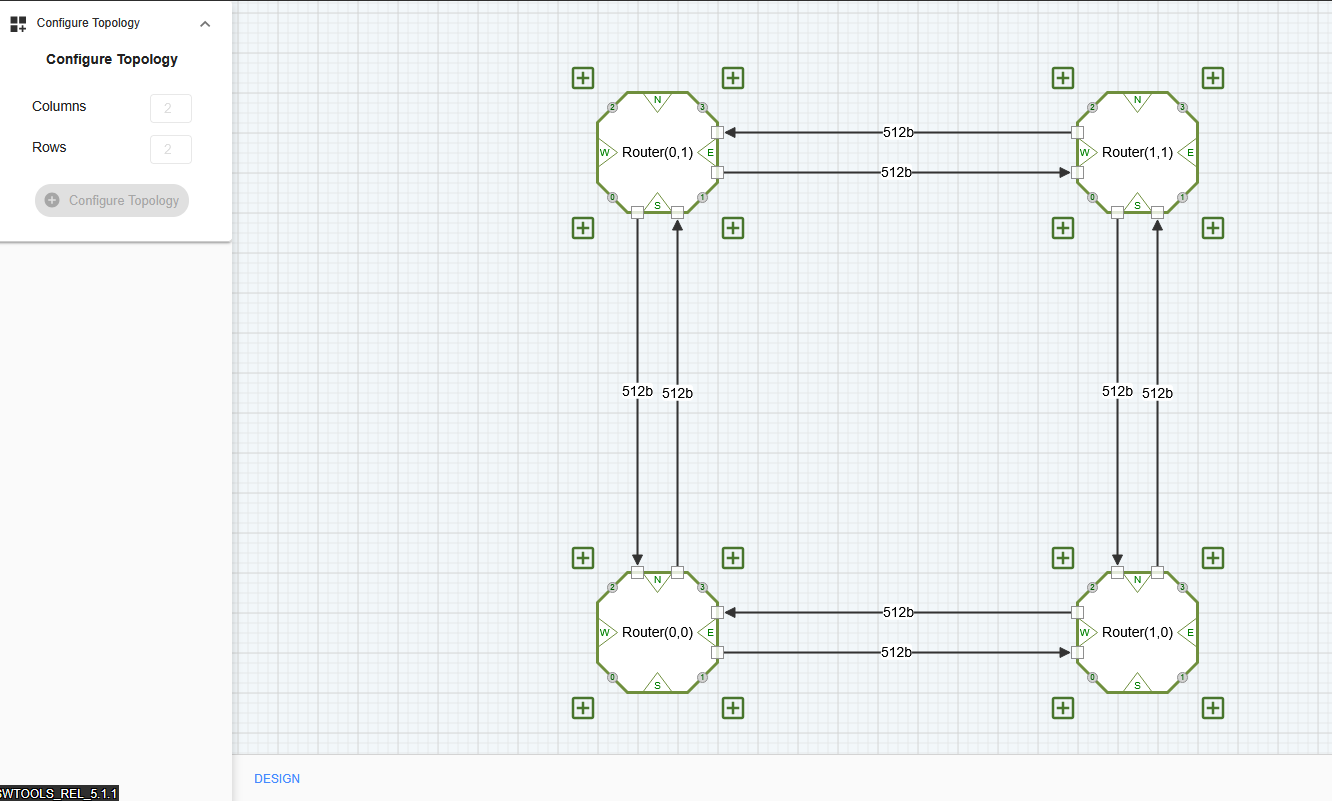 Configure Topology
Configure Topology
Columns 2
Rows 2
Configure Topology
2 N 3
W Router(0,1) E
0 S 1
2 N 3
W Router(1,1) E
0 S 1
512b
512b
512b 512b
512b 512b
2 N 3
W Router(0,0) E
0 S 1
2 N 3
W Router(1,0) E
0 S 1
512b
512b
DESIGN
SWTOOLS_REL_5.1.1